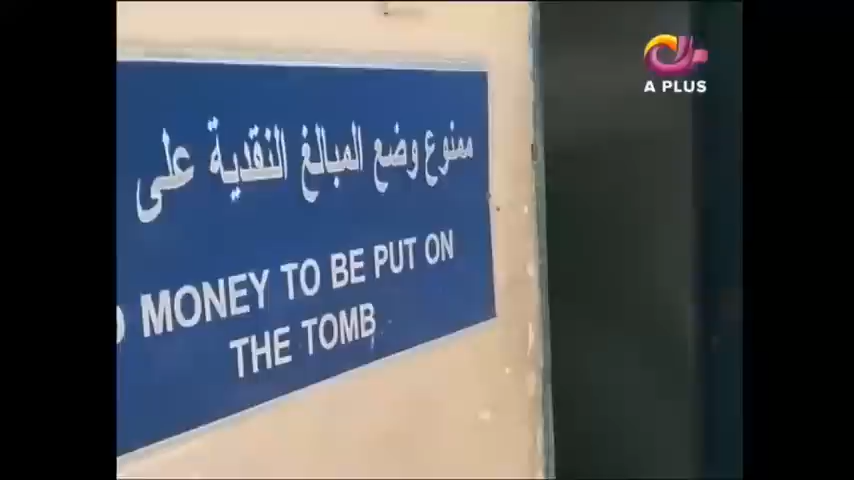 ممنوع وضع المبالغ النقدية على
MONEY TO BE PUT ON
THE TOMB
A PLUS